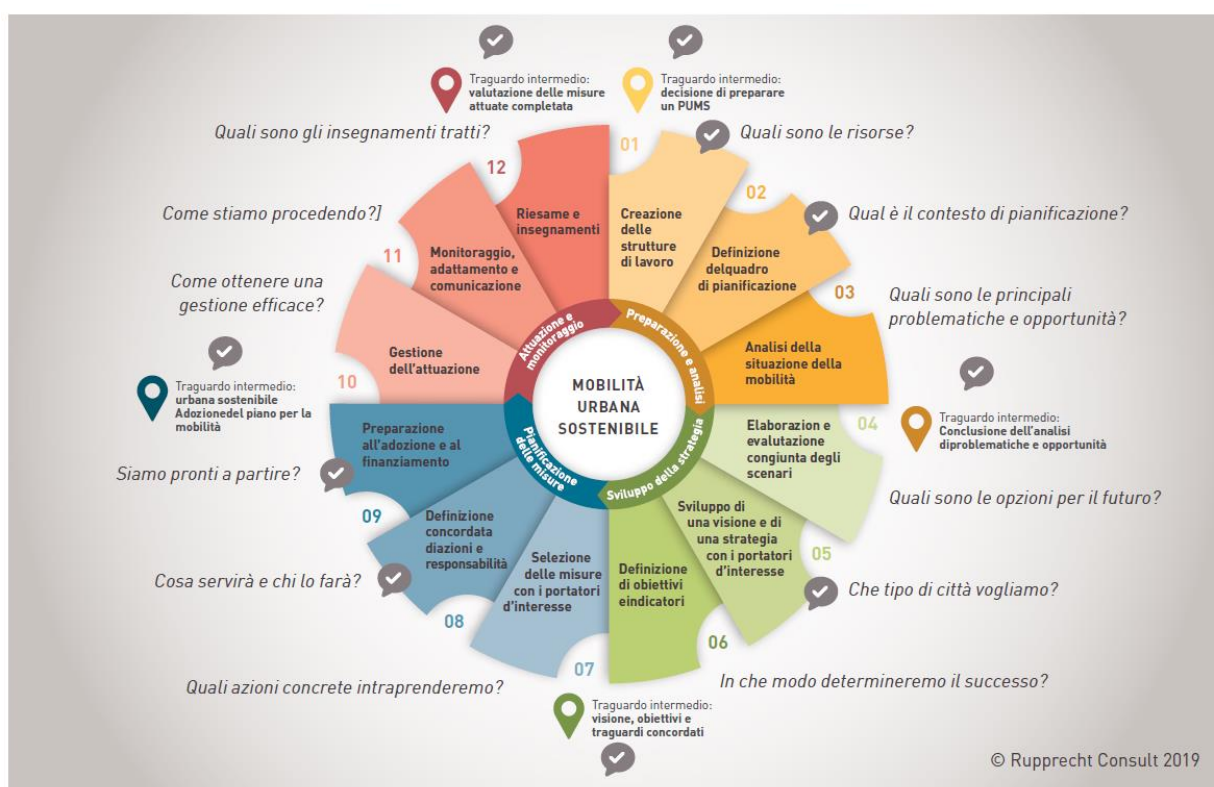 Traguardo intermedio:
valutazione delle misure
attuate completata
Traguardo intermedio:
decisione di preparare
un PUMS
Quali sono gli insegnamenti tratti?
Quali sono le risorse?
Come stiamo procedendo?]
Qual è il contesto di pianificazione?
Come ottenere una
gestione efficace?
Quali sono le principali
problematiche e opportunità?
Traguardo intermedio:
urbana sostenibile
Adozionedel piano per la
mobilità
Traguardo intermedio:
Conclusione dell'analisi
diproblematiche e opportunità
Siamo pronti a partire?
Quali sono le opzioni per il futuro?
Cosa servirà e chi lo farà?
Che tipo di città vogliamo?
Quali azioni concrete intraprenderemo?
In che modo determineremo il successo?
Traguardo intermedio:
visione, obiettivi e
traguardi concordati
01
Creazione
delle
strutture
di lavoro
02
Definizione
delquadro
di pianificazione
03
Analisi della
situazione della
mobilità
04
Elaborazion e
evalutazione
congiunta degli
scenari
05
Sviluppo di
una visione e di
una strategia
con i portatori
d'interesse
06
Definizione
di obiettivi
eindicatori
07
Selezione
delle misure
con i portatori
d'interesse
08
Definizione
concordata
diazioni e
responsabilità
09
Preparazione
all'adozione e al
finanziamento
10
Gestione
dell'attuazione
11
Monitoraggio,
adattamento e
comunicazione
12
Riesame e
insegnamenti
Preparazione e analisi
Sviluppo della strategia
Pianificazione
delle misure
Attuazione e
monitoraggio
MOBILITÀ
URBANA
SOSTENIBILE
© Rupprecht Consult 2019